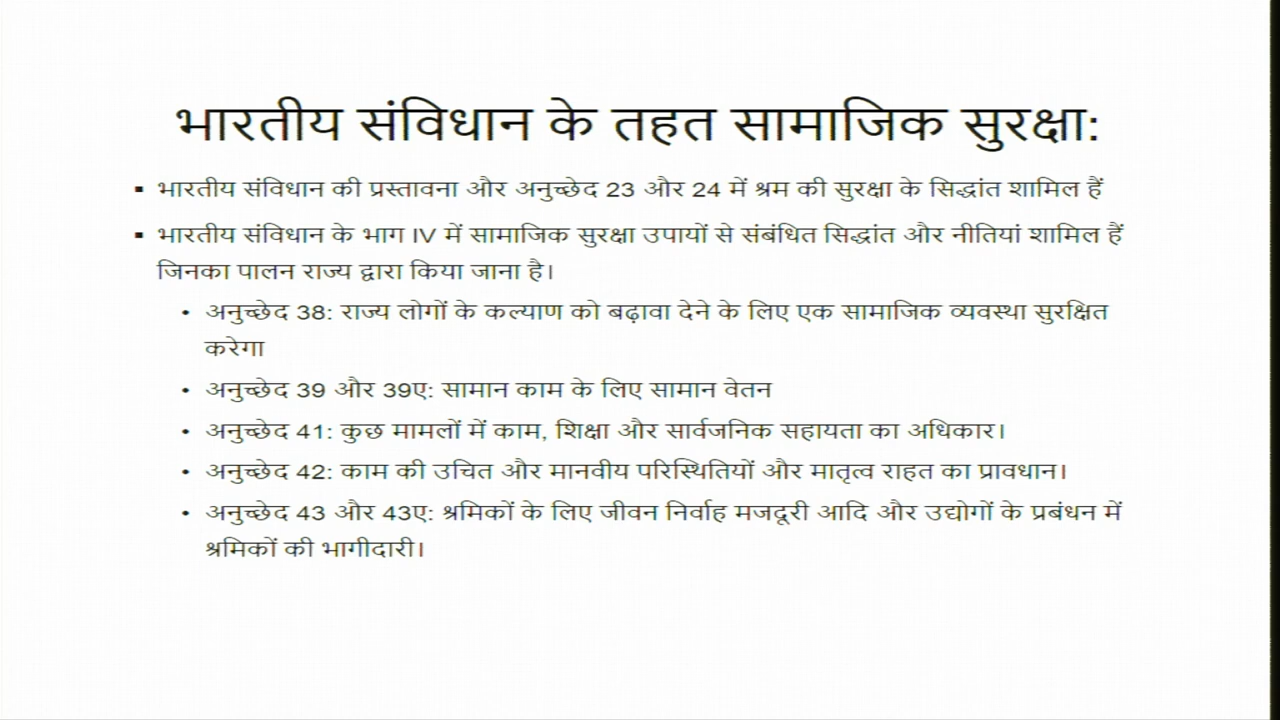 भारतीय संविधान के तहत सामाजिक सुरक्षा:
▪ भारतीय संविधान की प्रस्तावना और अनुच्छेद 23 और 24 में श्रम की सुरक्षा के सिद्धांत शामिल हैं
▪ भारतीय संविधान के भाग IV में सामाजिक सुरक्षा उपायों से संबंधित सिद्धांत और नीतियां शामिल हैं
जिनका पालन राज्य द्वारा किया जाना है।
• अनुच्छेद 38: राज्य लोगों के कल्याण को बढ़ावा देने के लिए एक सामाजिक व्यवस्था सुरक्षित
करेगा
• अनुच्छेद 39 और 39ए: सामान काम के लिए सामान वेतन
• अनुच्छेद 41: कुछ मामलों में काम, शिक्षा और सार्वजनिक सहायता का अधिकार।
• अनुच्छेद 42: काम की उचित और मानवीय परिस्थितियों और मातृत्व राहत का प्रावधान।
• अनुच्छेद 43 और 43ए: श्रमिकों के लिए जीवन निर्वाह मजदूरी आदि और उद्योगों के प्रबंधन में
श्रमिकों की भागीदारी।